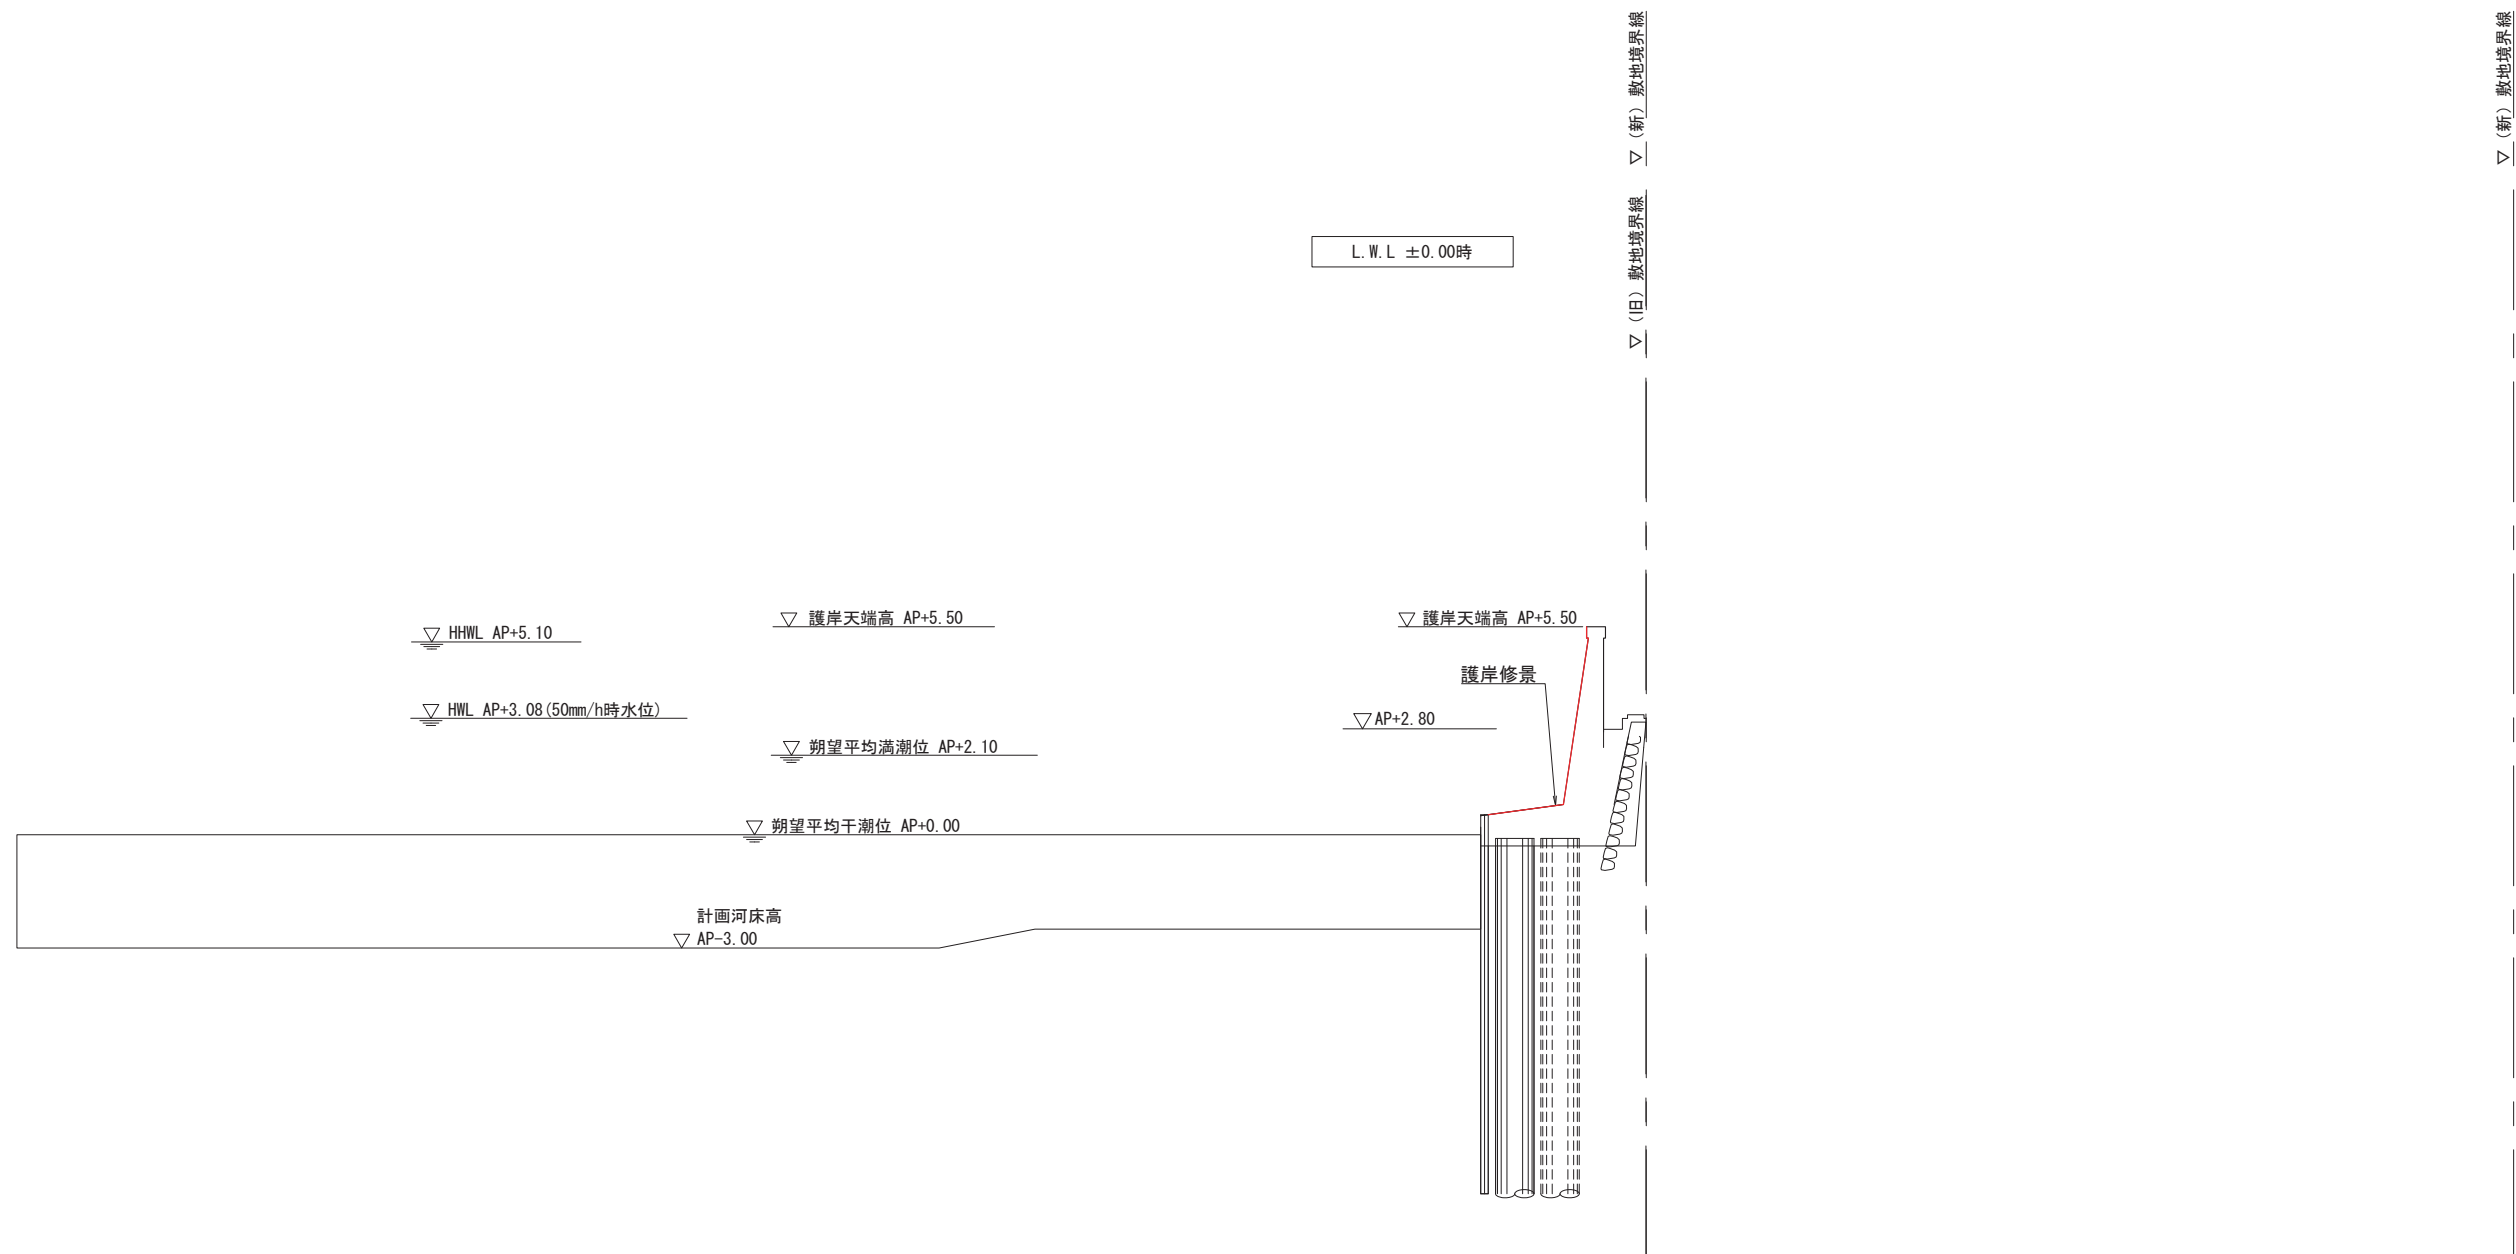 ▽（新）敷地境界線
▽（新）敷地境界線
▽（旧）敷地境界線
L.W.L ±0.00時
▽ 護岸天端高 AP+5.50
▽ 護岸天端高 AP+5.50
▽ HHWL AP+5.10
護岸修景
▽ HWL AP+3.08(50mm/h時水位)
▽ AP+2.80
▽ 朔望平均満潮位 AP+2.10
▽ 朔望平均干潮位 AP+0.00
計画河床高
▽ AP-3.00